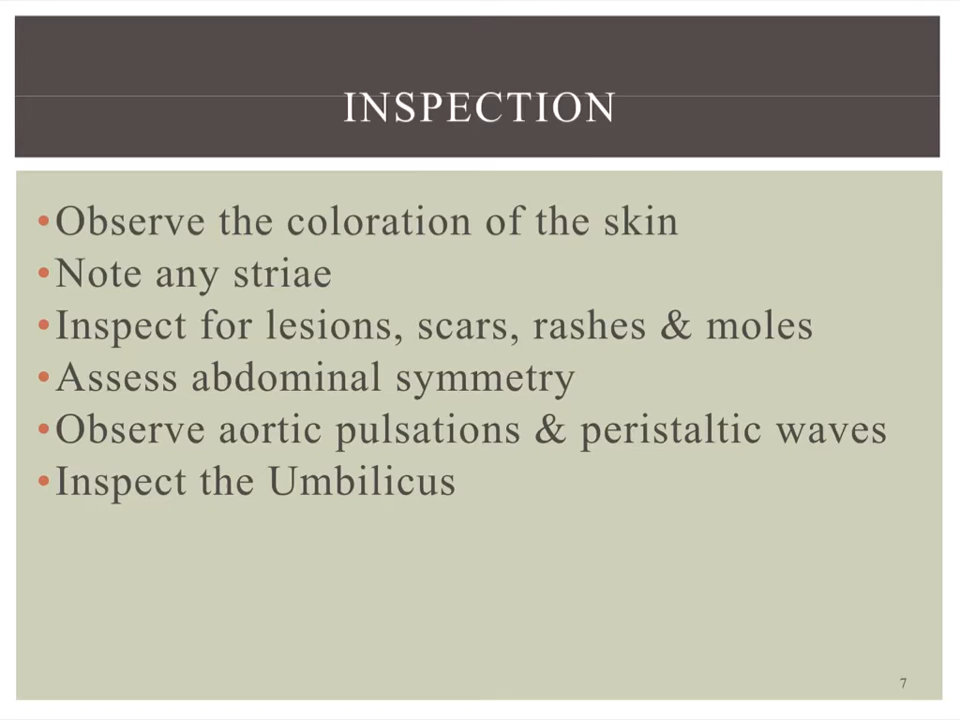 INSPECTION
•Observe the coloration of the skin
•Note any striae
•Inspect for lesions, scars, rashes & moles
•Assess abdominal symmetry
•Observe aortic pulsations & peristaltic waves
•Inspect the Umbilicus
7